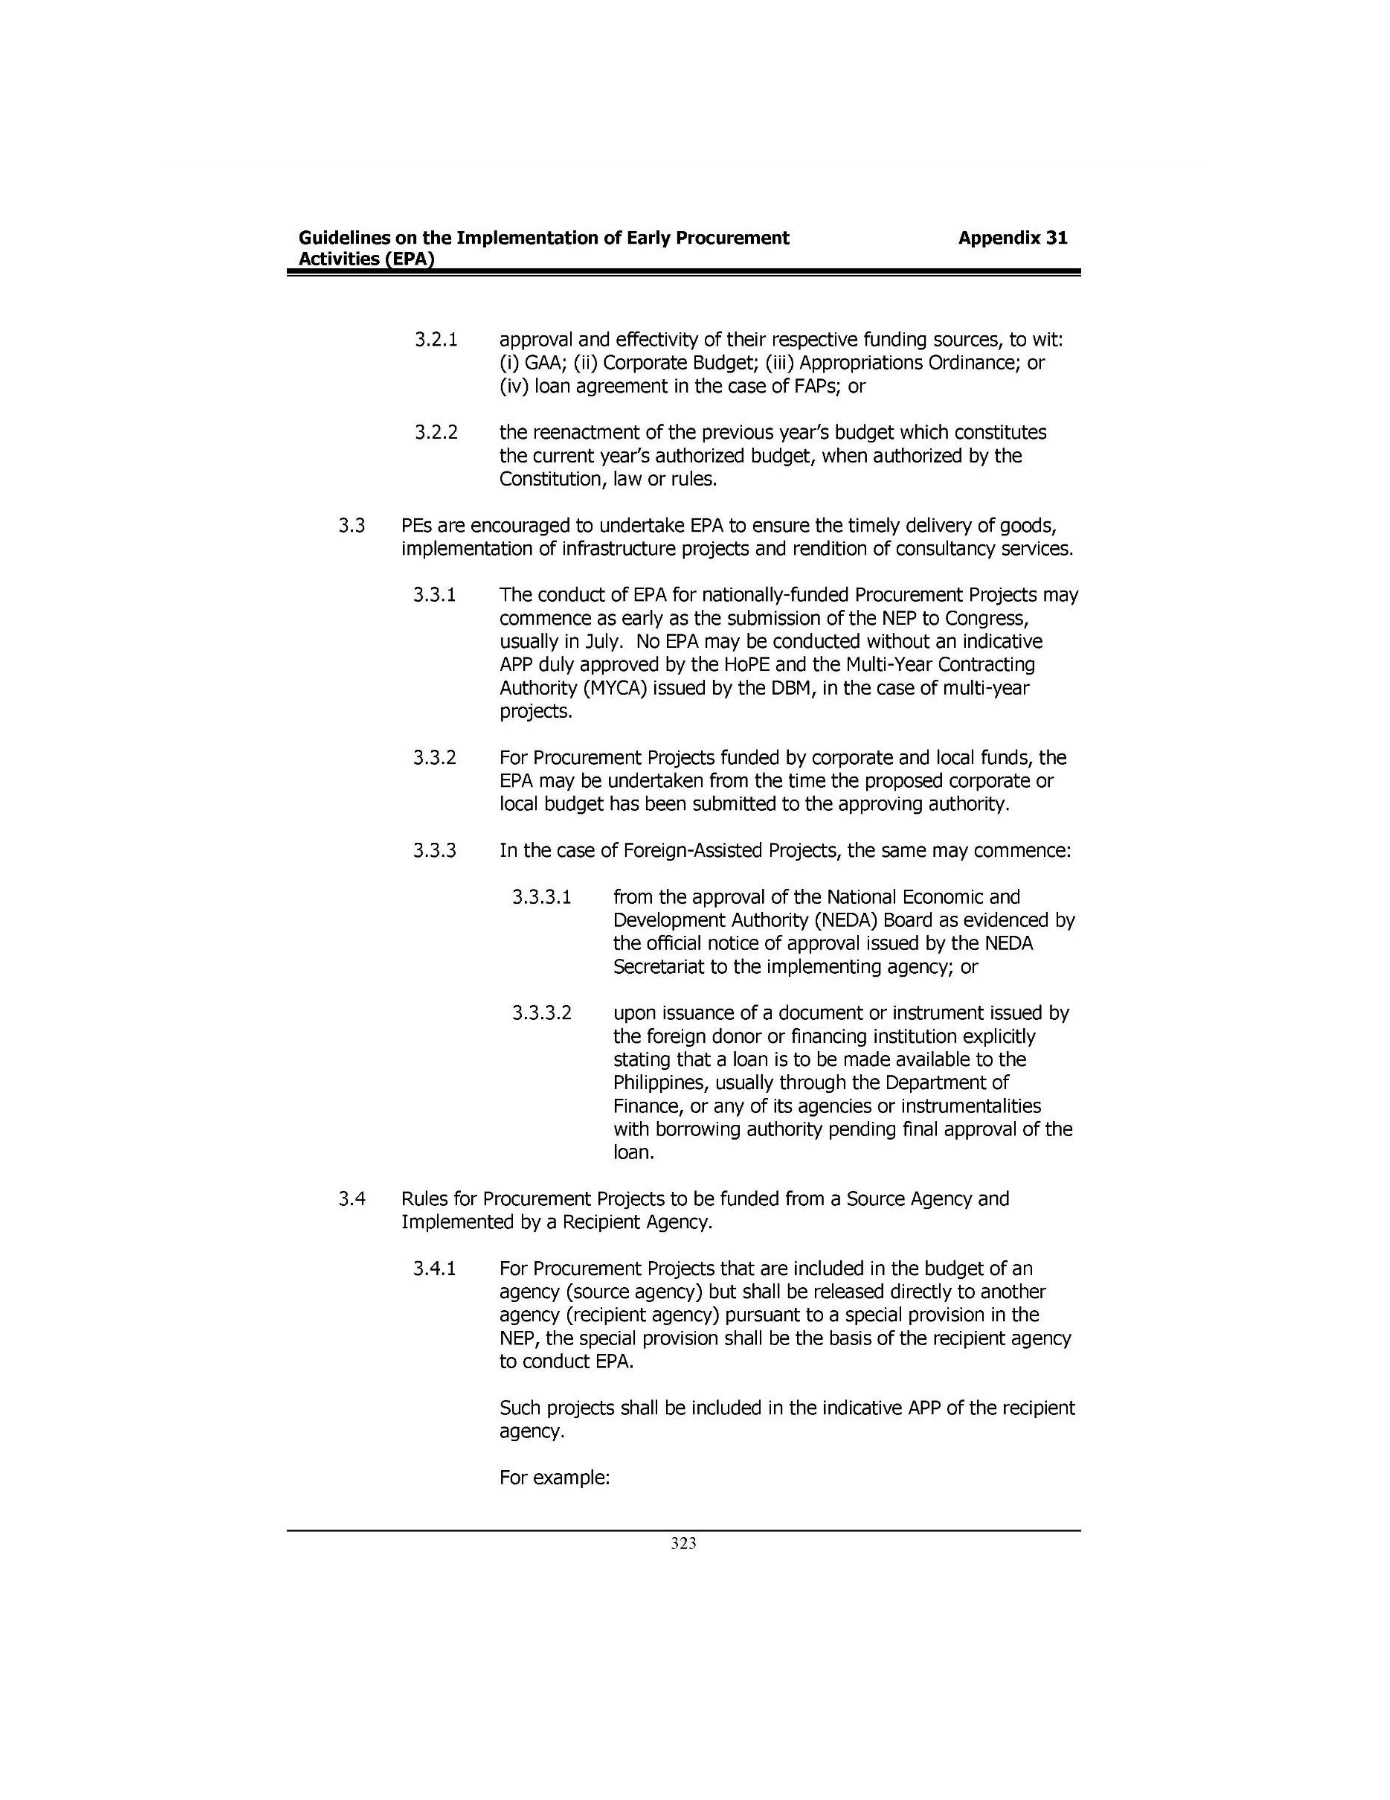 Guidelines on the Implementation of Early Procurement Appendix 31
Activities (EPA)
3.2.1 approval and effectivity of their respective funding sources, to wit:
(i) GAA; (ii) Corporate Budget; (iii) Appropriations Ordinance; or
(iv) loan agreement in the case of FAPs; or
3.2.2 the reenactment of the previous year's budget which constitutes
the current year's authorized budget, when authorized by the
Constitution, law or rules.
3.3 PEs are encouraged to undertake EPA to ensure the timely delivery of goods,
implementation of infrastructure projects and rendition of consultancy services.
3.3.1 The conduct of EPA for nationally-funded Procurement Projects may
commence as early as the submission of the NEP to Congress,
usually in July. No EPA may be conducted without an indicative
APP duly approved by the HoPE and the Multi-Year Contracting
Authority (MYCA) issued by the DBM, in the case of multi-year
projects.
3.3.2 For Procurement Projects funded by corporate and local funds, the
EPA may be undertaken from the time the proposed corporate or
local budget has been submitted to the approving authority.
3.3.3 In the case of Foreign-Assisted Projects, the same may commence:
3.3.3.1 from the approval of the National Economic and
Development Authority (NEDA) Board as evidenced by
the official notice of approval issued by the NEDA
Secretariat to the implementing agency; or
3.3.3.2 upon issuance of a document or instrument issued by
the foreign donor or financing institution explicitly
stating that a loan is to be made available to the
Philippines, usually through the Department of
Finance, or any of its agencies or instrumentalities
with borrowing authority pending final approval of the
loan.
3.4 Rules for Procurement Projects to be funded from a Source Agency and
Implemented by a Recipient Agency.
3.4.1 For Procurement Projects that are included in the budget of an
agency (source agency) but shall be released directly to another
agency (recipient agency) pursuant to a special provision in the
NEP, the special provision shall be the basis of the recipient agency
to conduct EPA.
Such projects shall be included in the indicative APP of the recipient
agency.
For example:
323